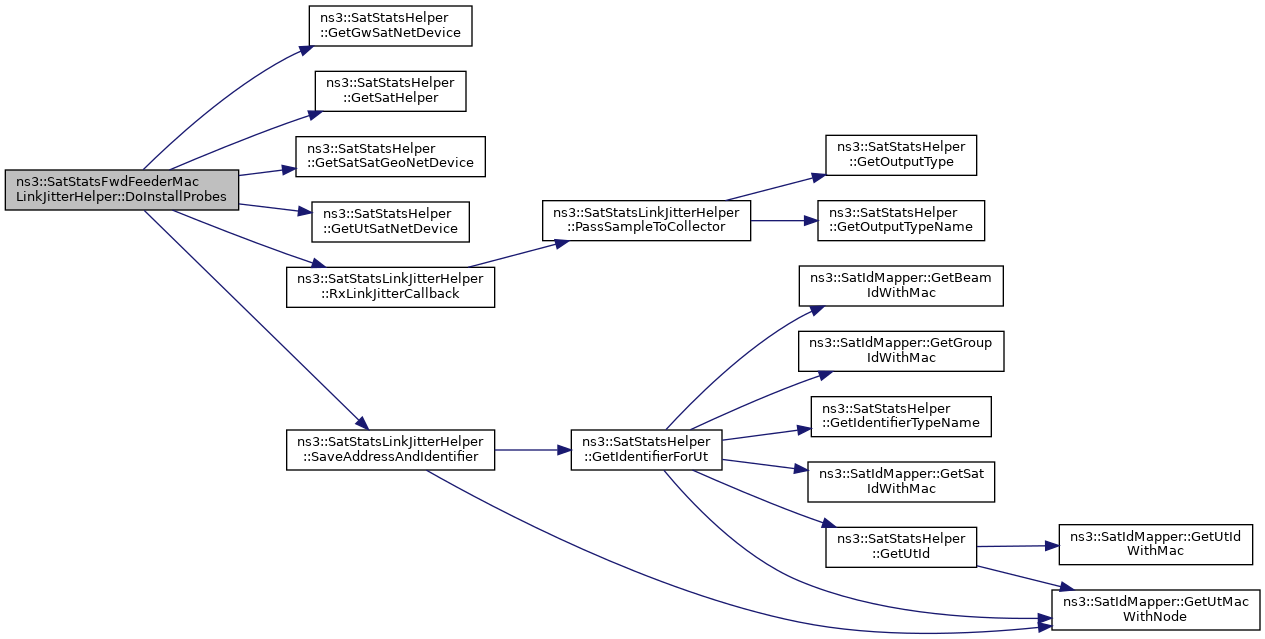 ns3::SatStatsFwdFeederMac
LinkJitterHelper::DoInstallProbes
ns3::SatStatsHelper
::GetGwSatNetDevice
ns3::SatStatsHelper
::GetSatHelper
ns3::SatStatsHelper
::GetSatSatGeoNetDevice
ns3::SatStatsHelper
::GetUtSatNetDevice
ns3::SatStatsLinkJitterHelper
::RxLinkJitterCallback
ns3::SatStatsLinkJitterHelper
::PassSampleToCollector
ns3::SatStatsHelper
::GetOutputType
ns3::SatStatsHelper
::GetOutputTypeName
ns3::SatStatsLinkJitterHelper
::SaveAddressAndIdentifier
ns3::SatStatsHelper
::GetIdentifierForUt
ns3::SatIdMapper::GetBeam
IdWithMac
ns3::SatIdMapper::GetGroup
IdWithMac
ns3::SatStatsHelper
::GetIdentifierTypeName
ns3::SatIdMapper::GetSat
IdWithMac
ns3::SatStatsHelper
::GetUtId
ns3::SatIdMapper::GetUtId
WithMac
ns3::SatIdMapper::GetUtMac
WithNode